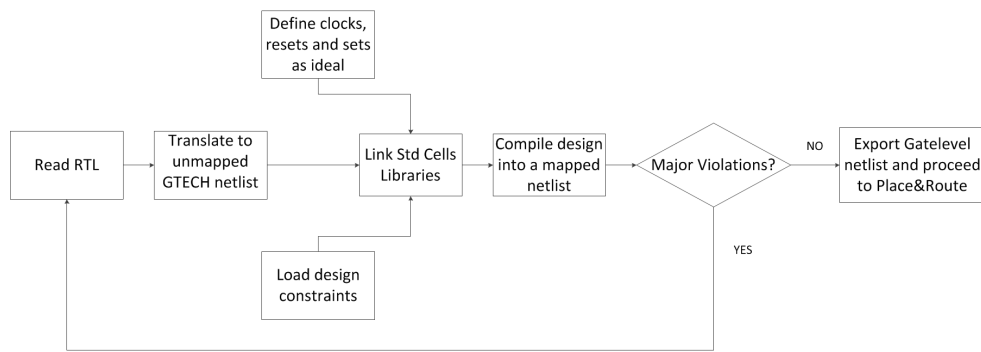 Define clocks,
resets and sets
as ideal
Read RTL
Translate to
unmapped
GTECH netlist
Link Std Cells
Libraries
Compile design
into a mapped
netlist
Major Violations?
NO
Export Gatelevel
netlist and proceed
to Place&Route
YES
Load design
constraints